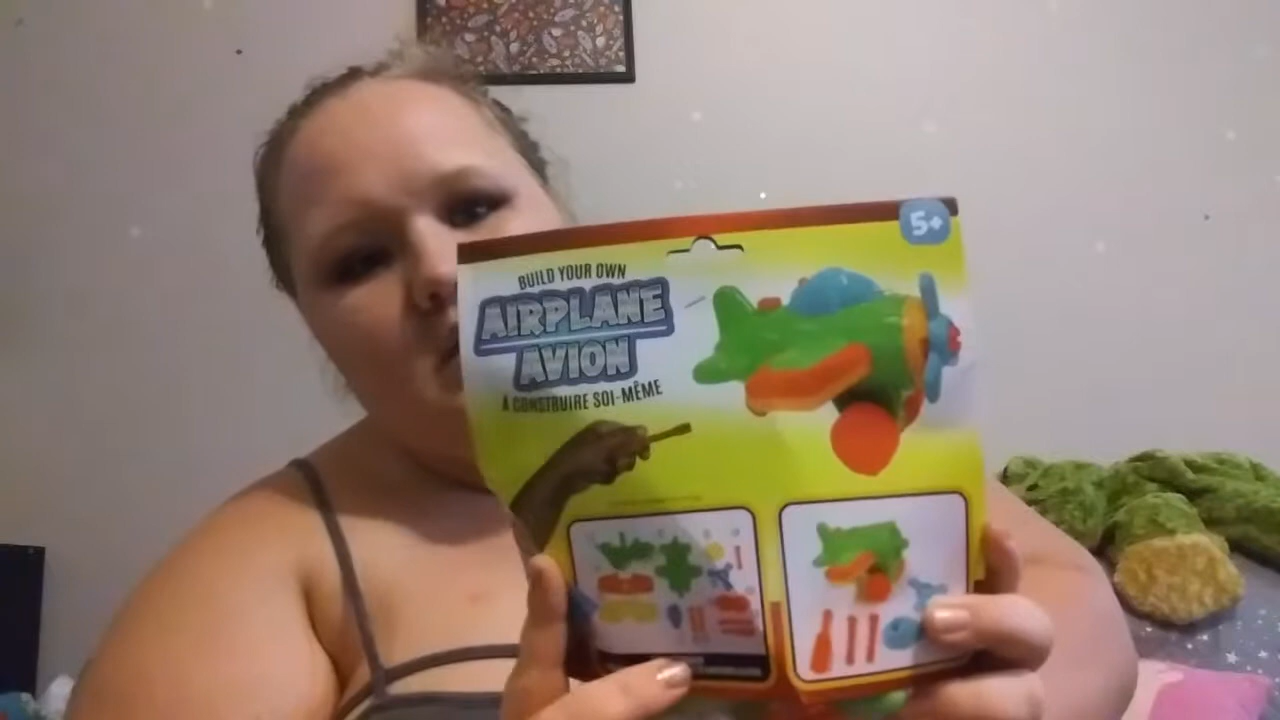 5+
BUILD YOUR OWN
AIRPLANE
AVION
À CONSTRUIRE SOI-MÊME